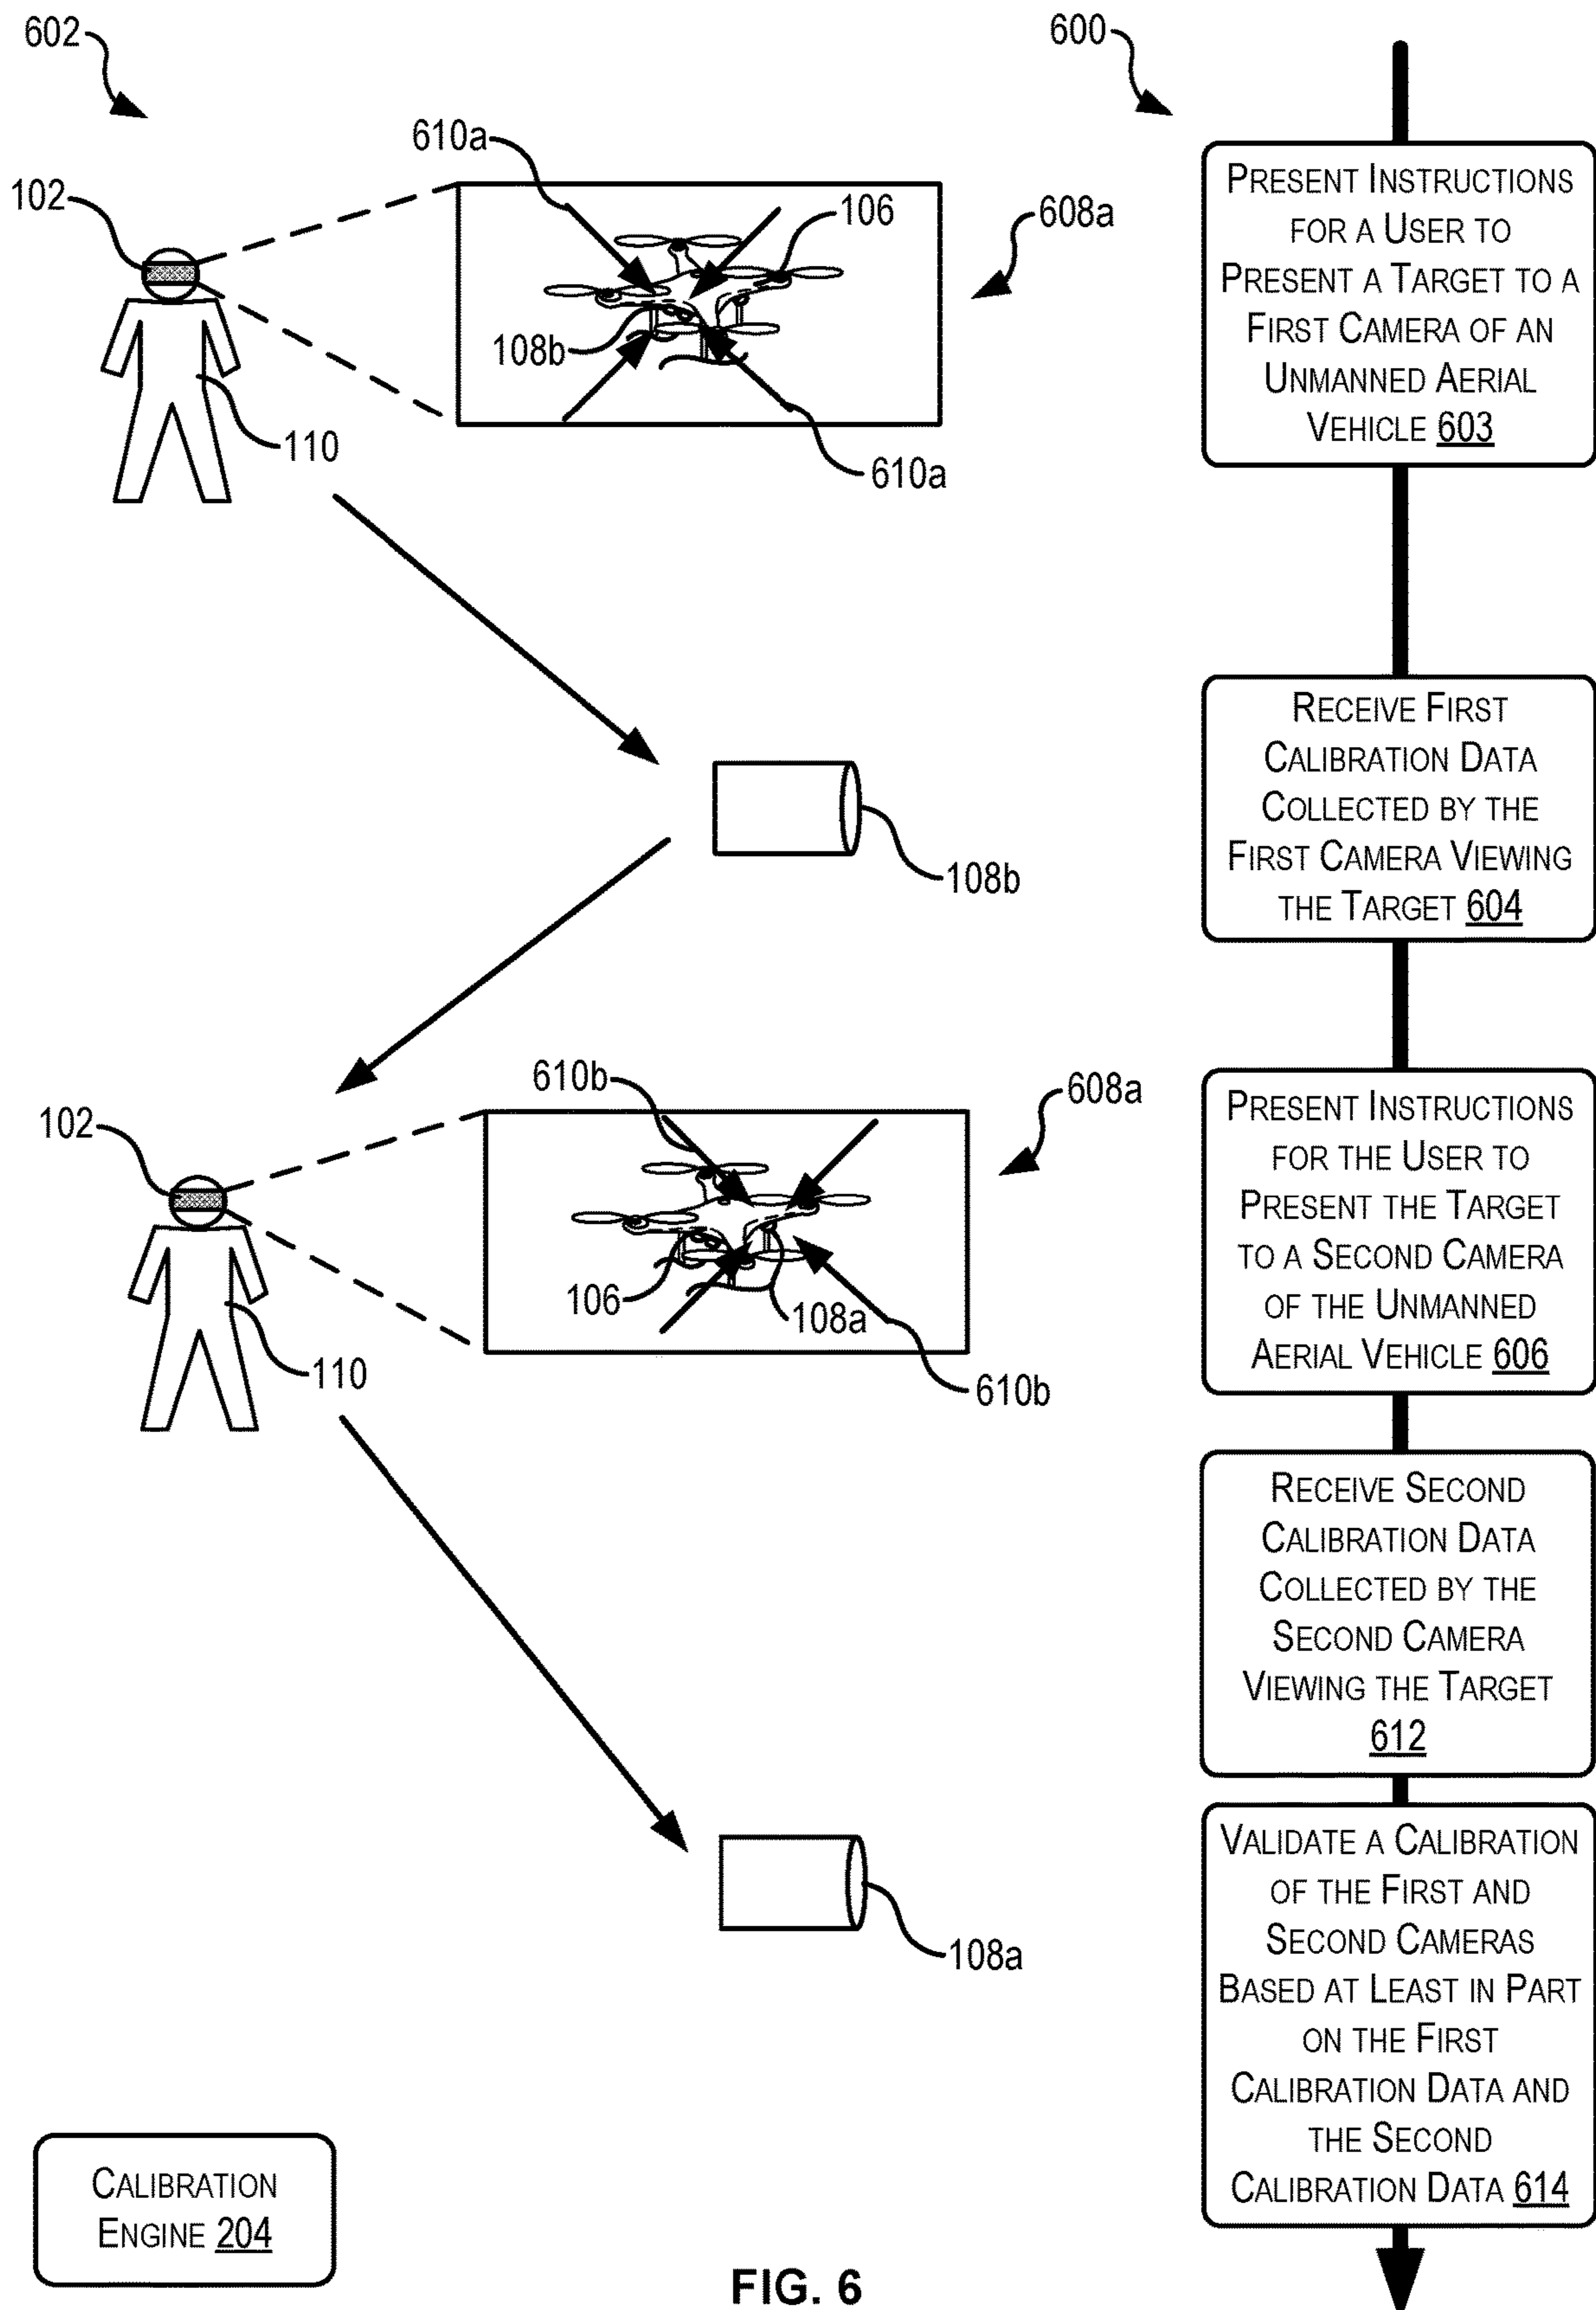 602
600
610a
102
106
608a
108b
110
610a
PRESENT INSTRUCTIONS
FOR A USER TO
PRESENT A TARGET TO A
FIRST CAMERA OF AN
UNMANNED AERIAL
VEHICLE 603
108b
RECEIVE FIRST
CALIBRATION DATA
COLLECTED BY THE
FIRST CAMERA VIEWING
THE TARGET 604
610b
608a
102
106
108a
110
610b
PRESENT INSTRUCTIONS
FOR THE USER TO
PRESENT THE TARGET
TO A SECOND CAMERA
OF THE UNMANNED
AERIAL VEHICLE 606
RECEIVE SECOND
CALIBRATION DATA
COLLECTED BY THE
SECOND CAMERA
VIEWING THE TARGET
612
108a
VALIDATE A CALIBRATION
OF THE FIRST AND
SECOND CAMERAS
BASED AT LEAST IN PART
ON THE FIRST
CALIBRATION DATA AND
THE SECOND
CALIBRATION DATA 614
CALIBRATION
ENGINE 204
FIG. 6